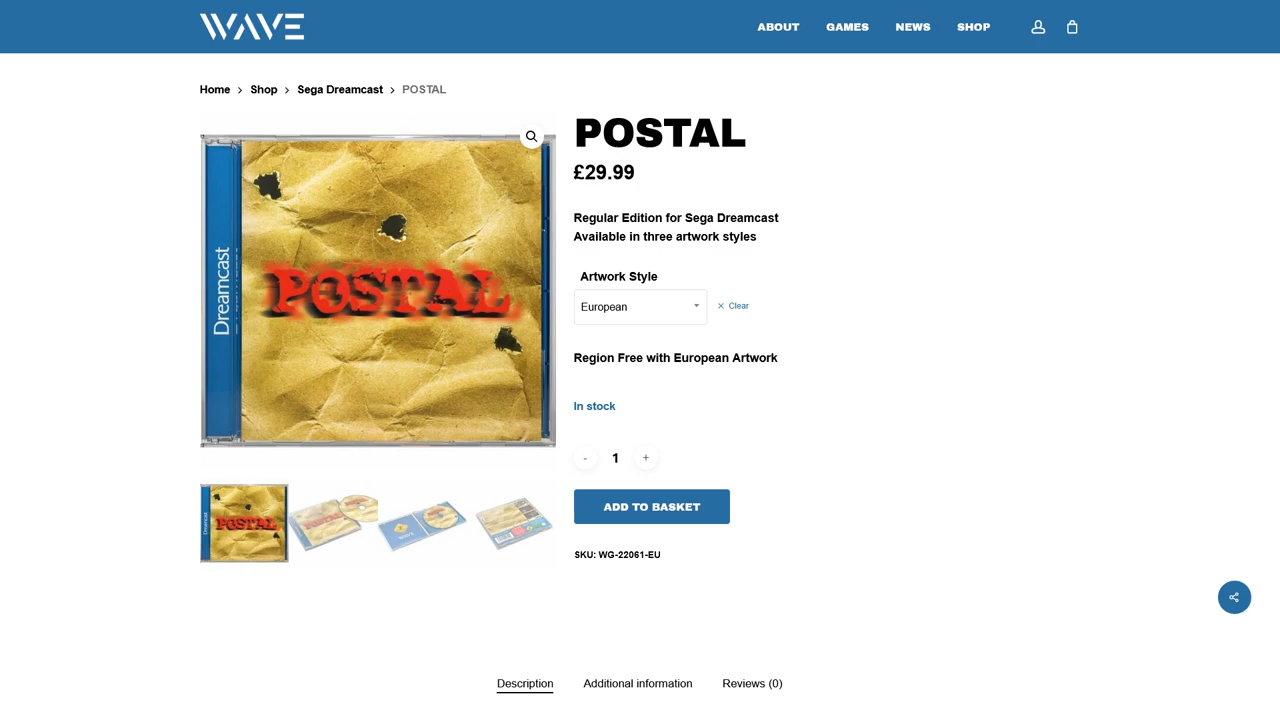 WAVE
ABOUT
GAMES
NEWS
SHOP
Home > Shop > Sega Dreamcast > POSTAL
Dreamcast
POSTAL
POSTAL
£29.99
Regular Edition for Sega Dreamcast
Available in three artwork styles
Artwork Style
European
× Clear
Region Free with European Artwork
In stock
- 1 +
ADD TO BASKET
SKU: WG-22061-EU
Dreamcast
POSTAL
Description
Additional information
Reviews (0)